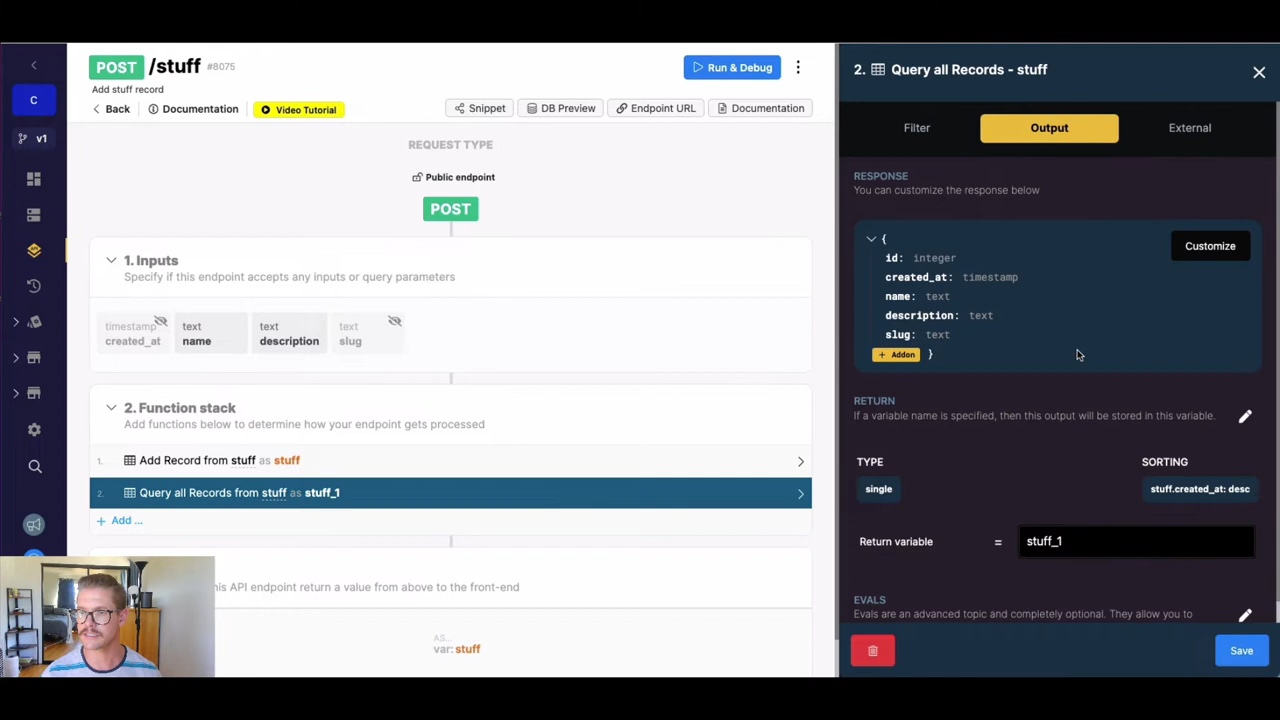 POST /stuff #8075
Add stuff record
Back
Documentation
Video Tutorial
Run & Debug
Snippet
DB Preview
Endpoint URL
Documentation
C
v1
REQUEST TYPE
Public endpoint
POST
1. Inputs
Specify if this endpoint accepts any inputs or query parameters
timestamp
created_at
text
name
text
description
text
slug
2. Function stack
Add functions below to determine how your endpoint gets processed
1. Add Record from stuff as stuff
2. Query all Records from stuff as stuff_1
+ Add ...
his API endpoint return a value from above to the front-end
AS...
var: stuff
2. Query all Records - stuff
Filter
Output
External
RESPONSE
You can customize the response below
{
id: integer
created_at: timestamp
name: text
description: text
slug: text
+ Addon }
Customize
RETURN
If a variable name is specified, then this output will be stored in this variable.
TYPE
single
SORTING
stuff.created_at: desc
Return variable = stuff_1
EVALS
Evals are an advanced topic and completely optional. They allow you to
Save